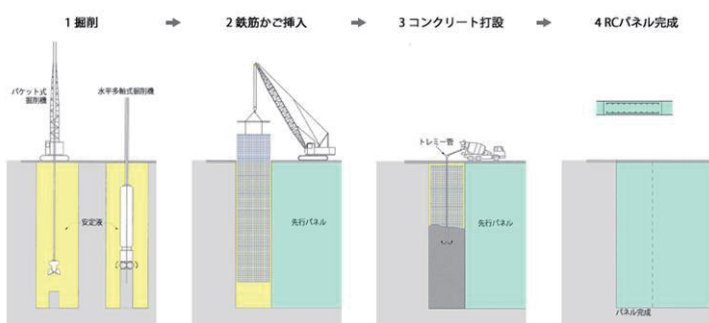 1 掘削
2 鉄筋かご挿入
3 コンクリート打設
4 RCパネル完成
バケット式
掘削機
水平多軸式掘削機
安定液
先行パネル
トレミー管
先行パネル
パネル完成